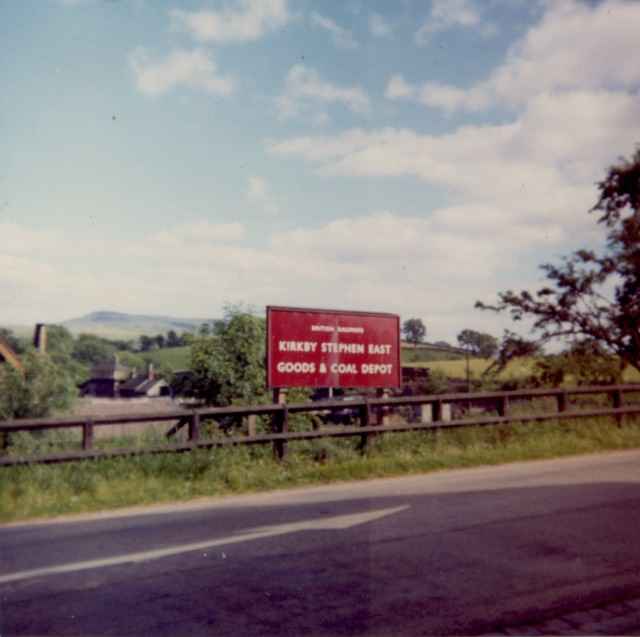 BRITISH RAILWAYS
KIRKBY STEPHEN EAST
GOODS & COAL DEPOT